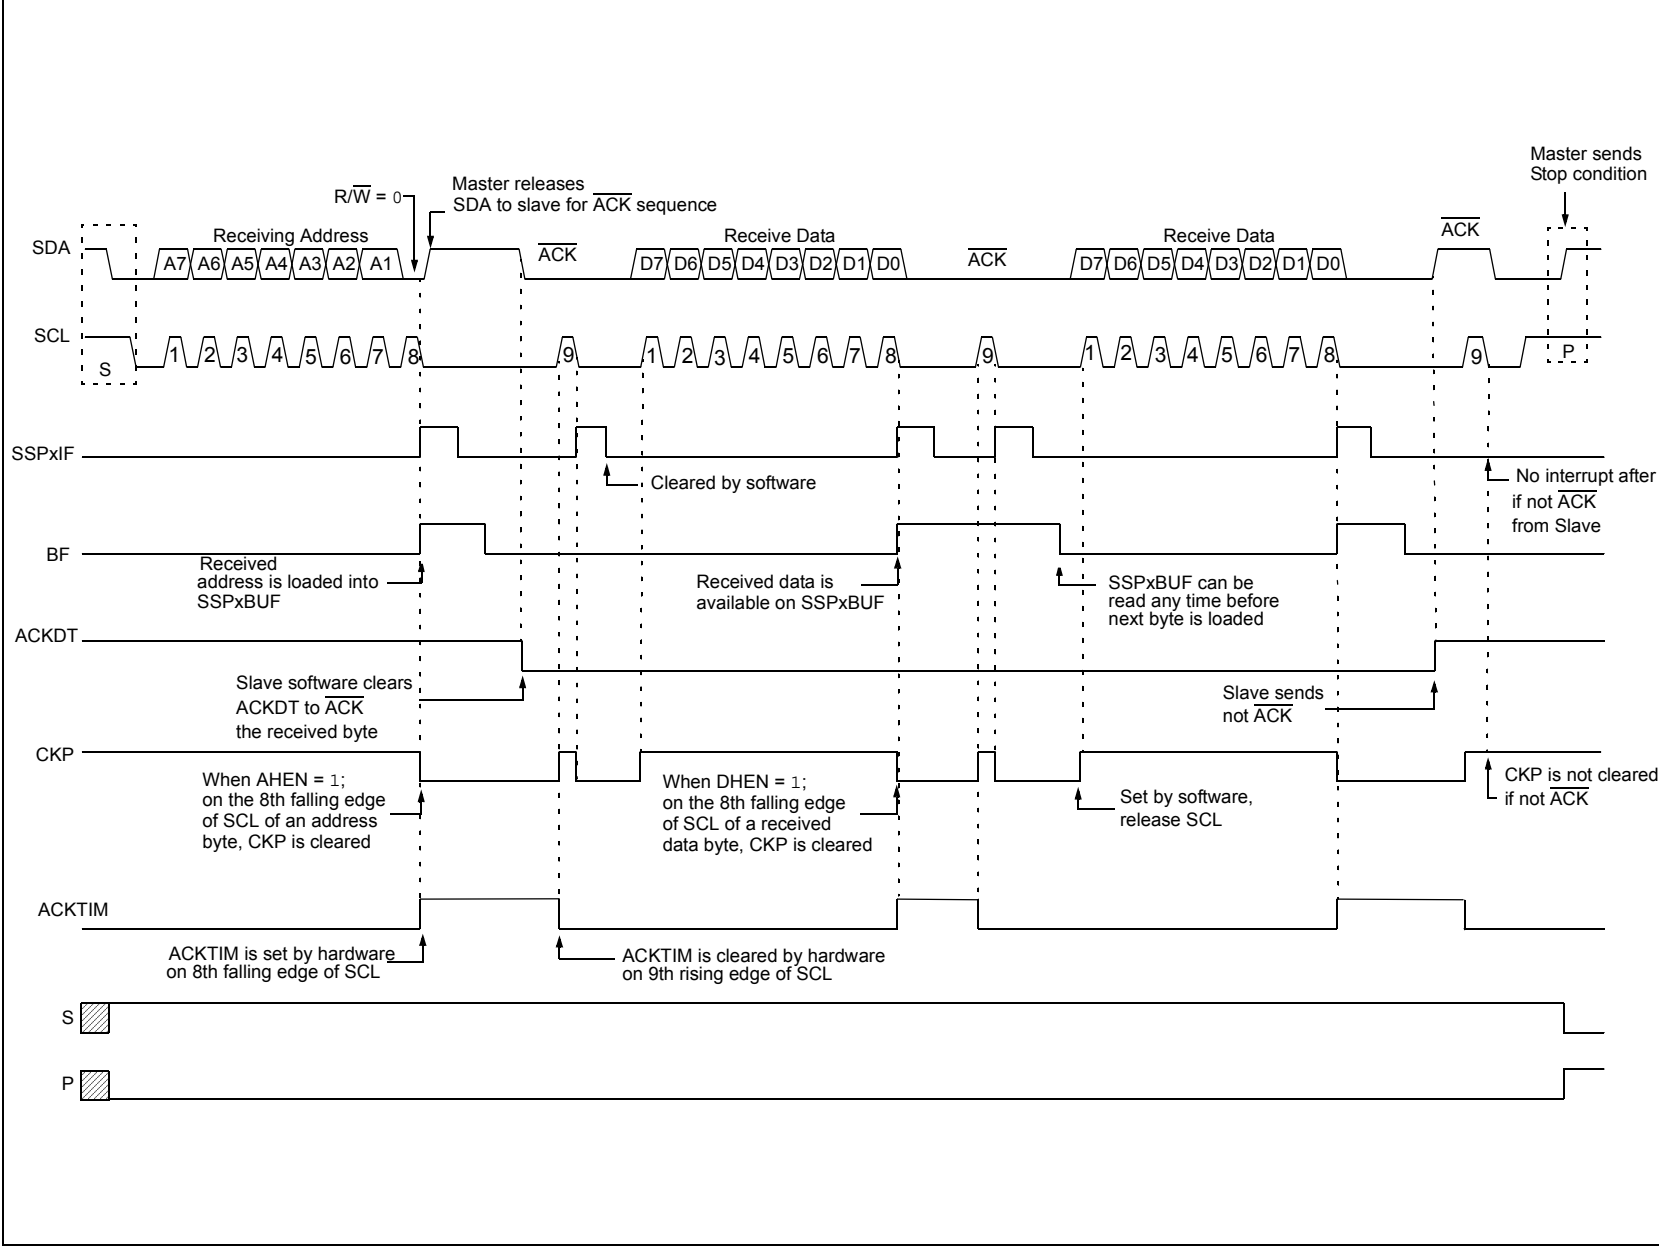 Master sends
Stop condition
R/W = 0
Master releases
SDA to slave for ACK sequence
SDA
Receiving Address
A7 A6 A5 A4 A3 A2 A1
ACK
Receive Data
D7 D6 D5 D4 D3 D2 D1 D0
ACK
Receive Data
D7 D6 D5 D4 D3 D2 D1 D0
ACK
SCL
S
1 2 3 4 5 6 7 8 9 1 2 3 4 5 6 7 8 9 1 2 3 4 5 6 7 8 9
P
SSPxIF
Cleared by software
No interrupt after
if not ACK
from Slave
BF
Received
address is loaded into
SSPxBUF
Received data is
available on SSPxBUF
SSPxBUF can be
read any time before
next byte is loaded
ACKDT
Slave software clears
ACKDT to ACK
the received byte
Slave sends
not ACK
CKP
When AHEN = 1;
on the 8th falling edge
of SCL of an address
byte, CKP is cleared
When DHEN = 1;
on the 8th falling edge
of SCL of a received
data byte, CKP is cleared
Set by software,
release SCL
CKP is not cleared
if not ACK
ACKTIM
ACKTIM is set by hardware
on 8th falling edge of SCL
ACKTIM is cleared by hardware
on 9th rising edge of SCL
S
P